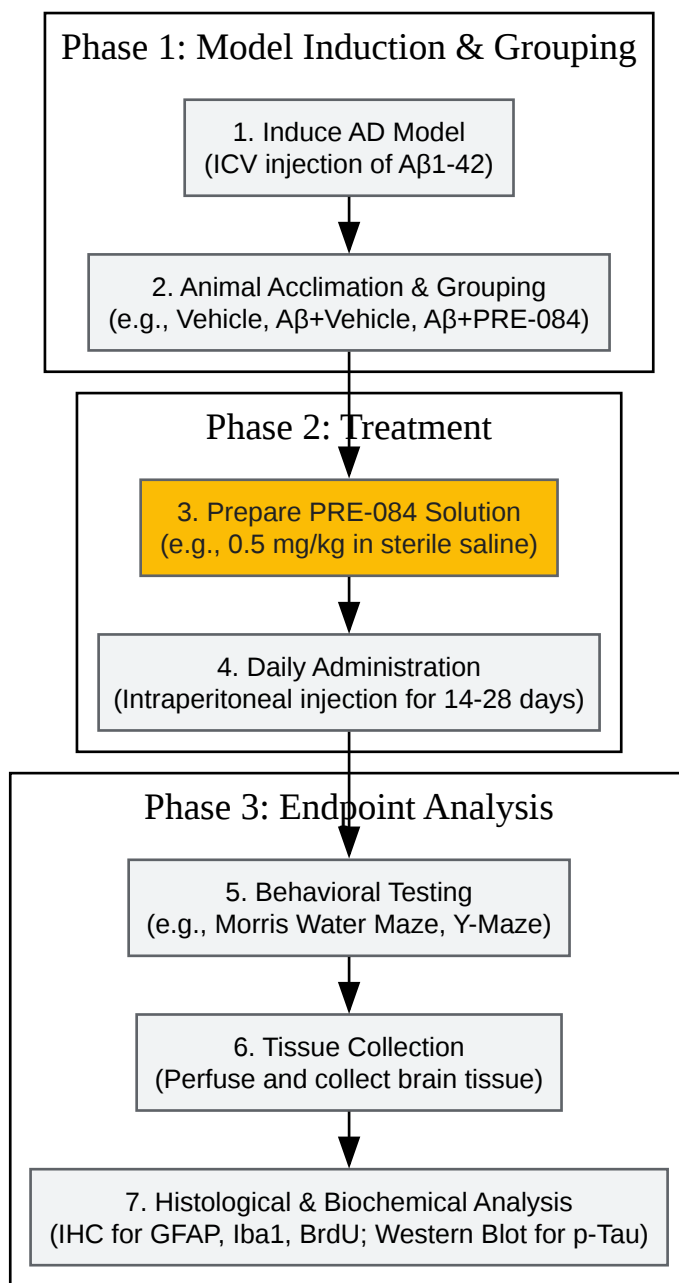 Phase 1: Model Induction & Grouping
1. Induce AD Model
(ICV injection of Aβ1-42)
2. Animal Acclimation & Grouping
(e.g., Vehicle, Aβ+Vehicle, Aβ+PRE-084)
Phase 2: Treatment
3. Prepare PRE-084 Solution
(e.g., 0.5 mg/kg in sterile saline)
4. Daily Administration
(Intraperitoneal injection for 14-28 days)
Phase 3: Endpoint Analysis
5. Behavioral Testing
(e.g., Morris Water Maze, Y-Maze)
6. Tissue Collection
(Perfuse and collect brain tissue)
7. Histological & Biochemical Analysis
(IHC for GFAP, Iba1, BrdU; Western Blot for p-Tau)